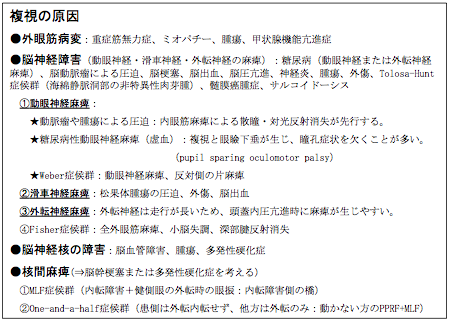 複視の原因
●外眼筋病変：重症筋無力症、ミオパチー、腫瘍、甲状腺機能亢進症
●脳神経障害（動眼神経・滑車神経・外転神経の麻痺）：糖尿病（動眼神経または外転神経
麻痺）、脳動脈瘤による圧迫、脳梗塞、脳出血、脳圧亢進、神経炎、腫瘍、外傷、Tolosa-Hunt
症候群（海綿静脈洞部の非特異性肉芽腫）、髄膜癌腫症、サルコイドーシス
①動眼神経麻痺：
★動脈瘤や腫瘍による圧迫：内眼筋麻痺による散瞳・対光反射消失が先行する。
★糖尿病性動眼神経麻痺（虚血）：複視と眼瞼下垂が生じ、瞳孔症状を欠くことが多い。
(pupil sparing oculomotor palsy)
★Weber症候群：動眼神経麻痺、反対側の片麻痺
②滑車神経麻痺：松果体腫瘍の圧迫、外傷、脳出血
③外転神経麻痺：外転神経は走行が長いため、頭蓋内圧亢進時に麻痺が生じやすい。
④Fisher症候群：全外眼筋麻痺、小脳失調、深部腱反射消失
●脳神経核の障害：脳血管障害、腫瘍、多発性硬化症
●核間麻痺（⇒脳幹梗塞または多発性硬化症を考える）
①MLF症候群（内転障害＋健側眼の外転時の眼振：内転障害側の橋）
②One-and-a-half症候群（患側は外転内転せず、他方は外転のみ：動かない方のPPRF+MLF）